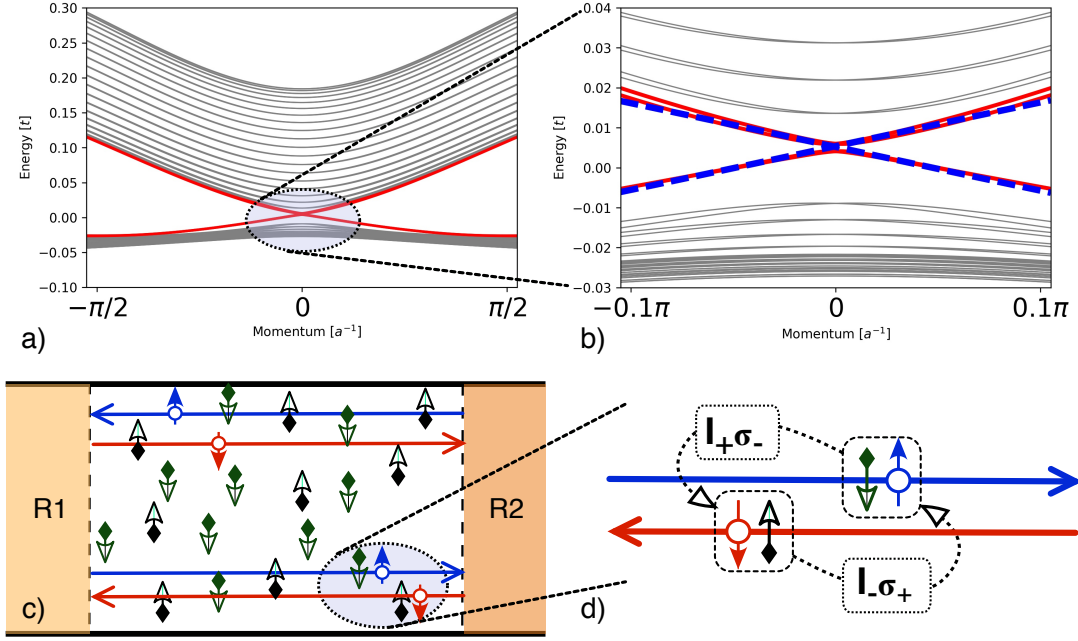 0.30
0.25
0.20
0.15
0.10
0.05
0.00
−0.05
−0.10
Energy [t]
−π/2
0
π/2
Momentum [a⁻¹]
a)
0.04
0.03
0.02
0.01
0.00
−0.01
−0.02
−0.03
Energy [t]
−0.1π
0
0.1π
Momentum [a⁻¹]
b)
R1
R2
c)
I₊σ₋
I₋σ₊
d)